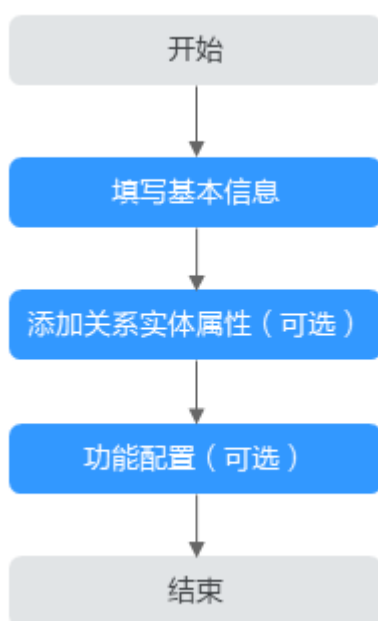 开始
填写基本信息
添加关系实体属性（可选）
功能配置（可选）
结束